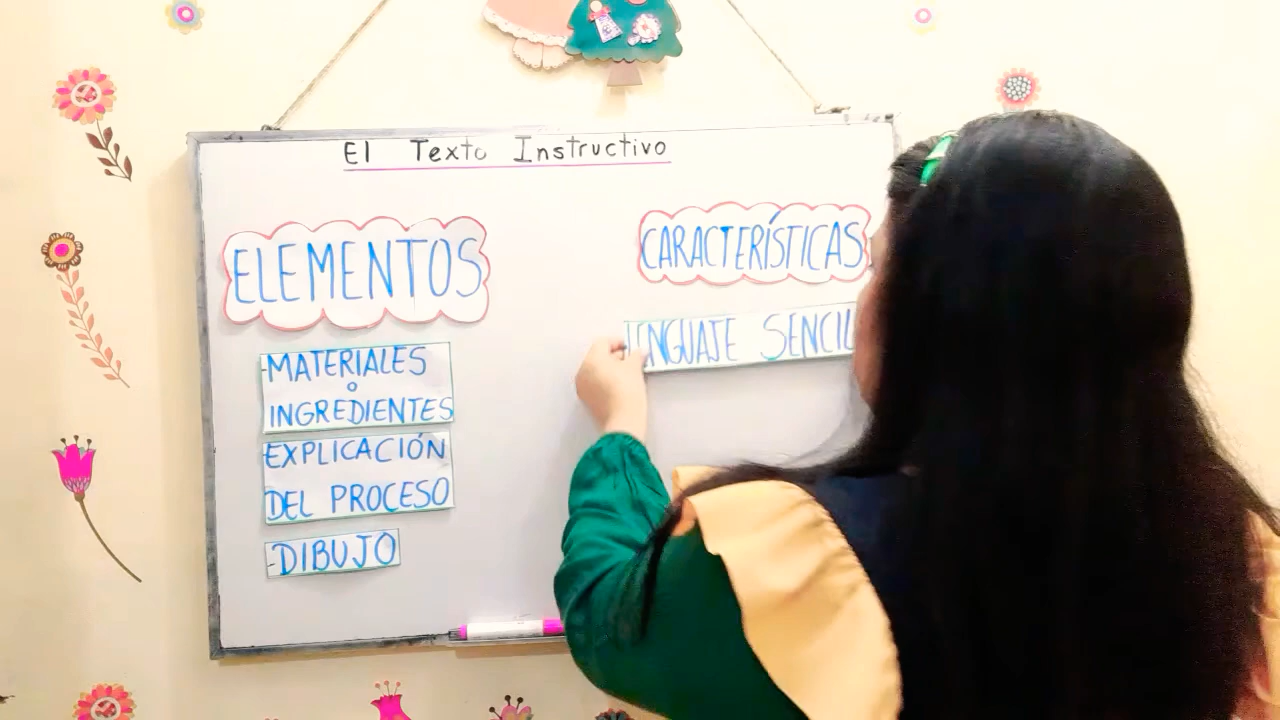 El Texto Instructivo
ELEMENTOS
-MATERIALES
o
INGREDIENTES
-EXPLICACIÓN
DEL PROCESO
-DIBUJO
CARACTERÍSTICAS
LENGUAJE SENCIL